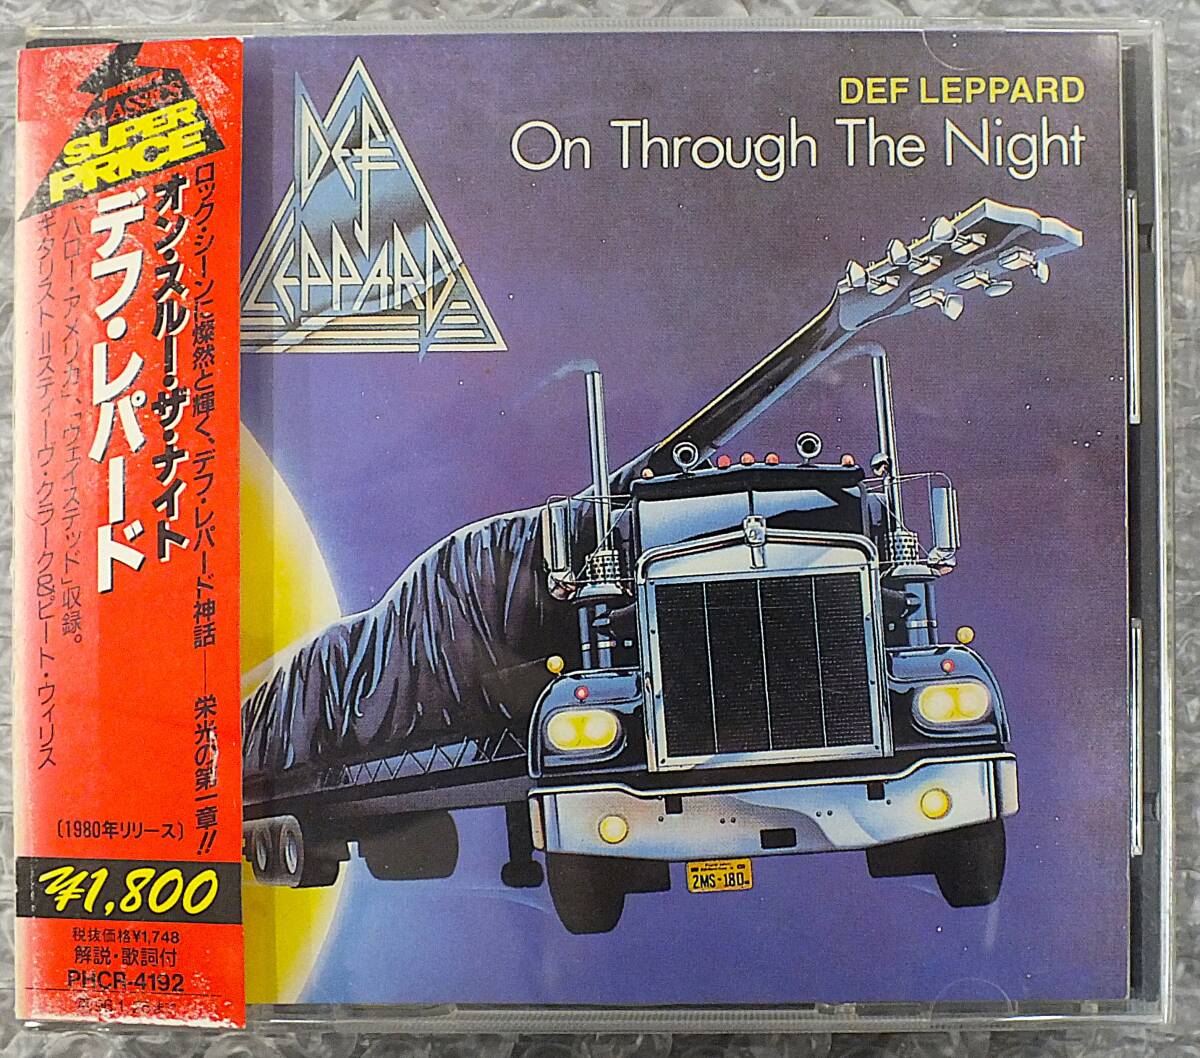 Mercury
CLASSICS
SUPER
PRICE
ロック・シーンに燦然と輝く、デフ・レパード神話——栄光の第一章!!
オン・スルー・ザ・ナイト
デフ・レパード
「ハロー・アメリカ」、「ウェイステッド」収録。
ギタリスト=スティーヴ・クラーク&ピート・ウィリス
(1980年リリース)
¥1,800
税抜価格¥1,748
解説・歌詞付
PHCR-4192
DEF
LEPPARD
DEF LEPPARD
On Through The Night
2MS-180